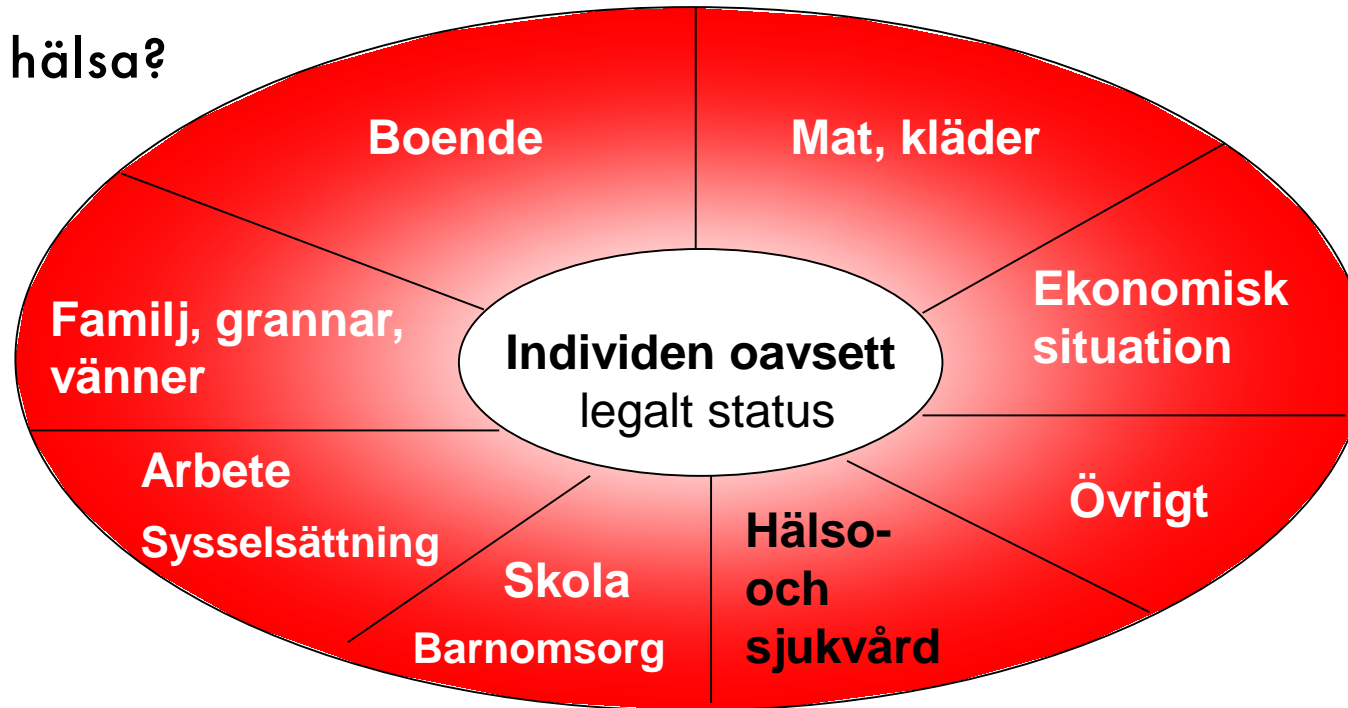 hälsa?
Boende
Mat, kläder
Familj, grannar,
vänner
Individen oavsett
legalt status
Ekonomisk
situation
Arbete
Sysselsättning
Skola
Barnomsorg
Hälso-
och
sjukvård
Övrigt